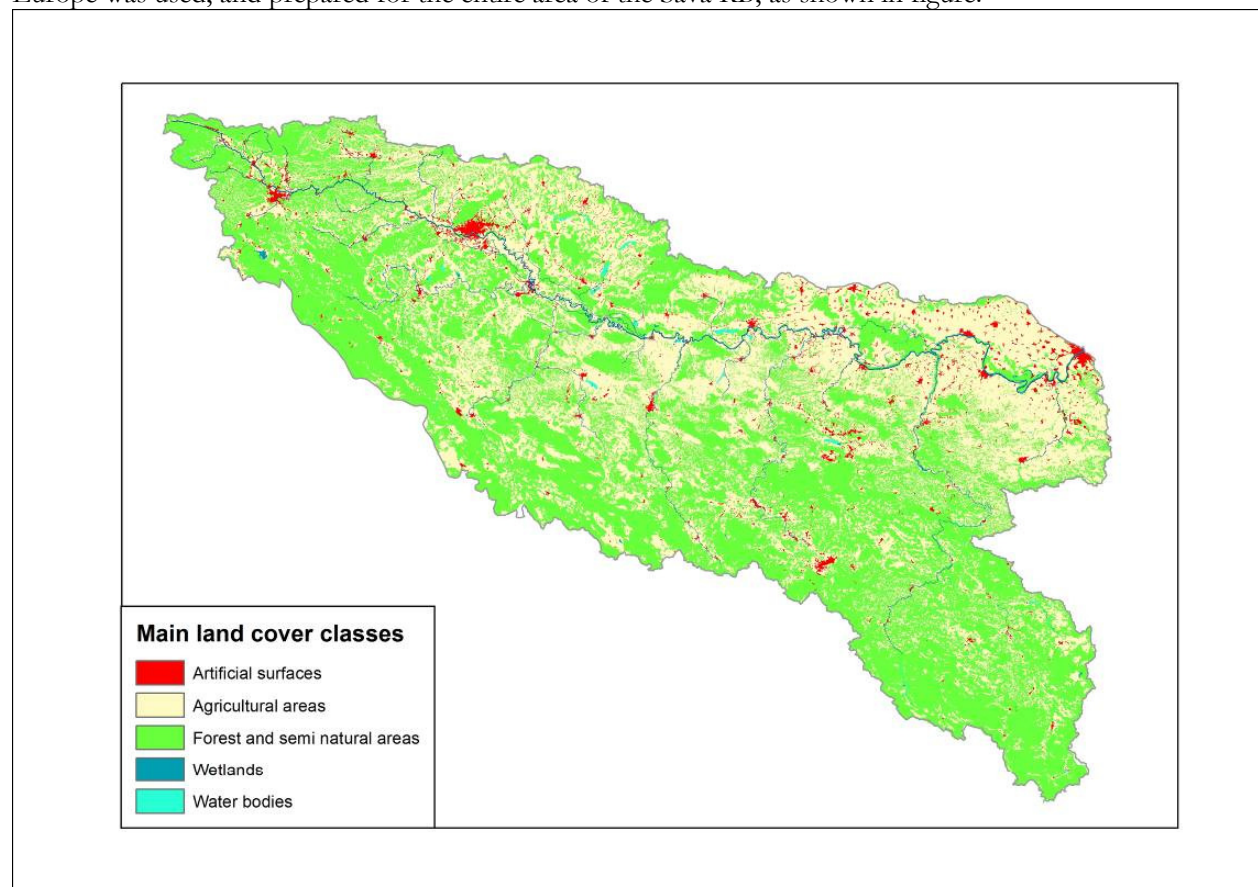 Europe was used, and prepared for the entire area of the Sava RB, as shown in figure.
Main land cover classes
Artificial surfaces
Agricultural areas
Forest and semi natural areas
Wetlands
Water bodies